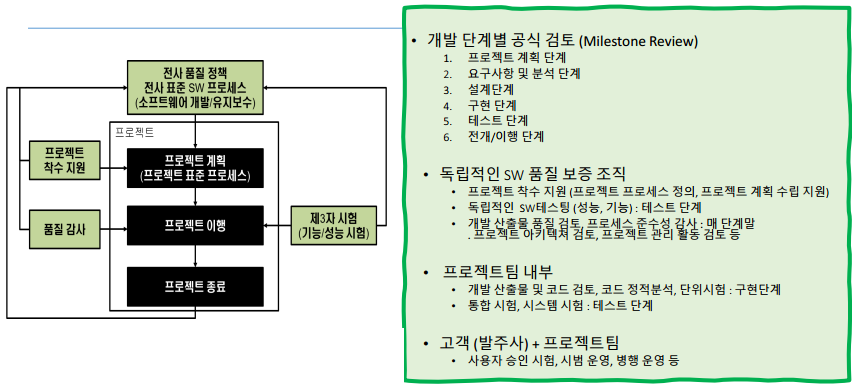 전사 품질 정책
전사 표준 SW 프로세스
(소프트웨어 개발/유지보수)
프로젝트
프로젝트
착수 지원
프로젝트 계획
(프로젝트 표준 프로세스)
품질 감사
프로젝트 이행
제3자 시험
(기능/성능 시험)
프로젝트 종료
• 개발 단계별 공식 검토 (Milestone Review)
1. 프로젝트 계획 단계
2. 요구사항 및 분석 단계
3. 설계단계
4. 구현 단계
5. 테스트 단계
6. 전개/이행 단계
• 독립적인 SW 품질 보증 조직
• 프로젝트 착수 지원 (프로젝트 프로세스 정의, 프로젝트 계획 수립 지원)
• 독립적인 SW테스팅 (성능, 기능) : 테스트 단계
• 개발 산출물 품질 검토, 프로세스 준수성 감사 : 매 단계말
. 프로젝트 아키텍쳐 검토, 프로젝트 관리 활동 검토 등
• 프로젝트팀 내부
• 개발 산출물 및 코드 검토, 코드 정적분석, 단위시험 : 구현단계
• 통합 시험, 시스템 시험 : 테스트 단계
• 고객 (발주사) + 프로젝트팀
• 사용자 승인 시험, 시범 운영, 병행 운영 등